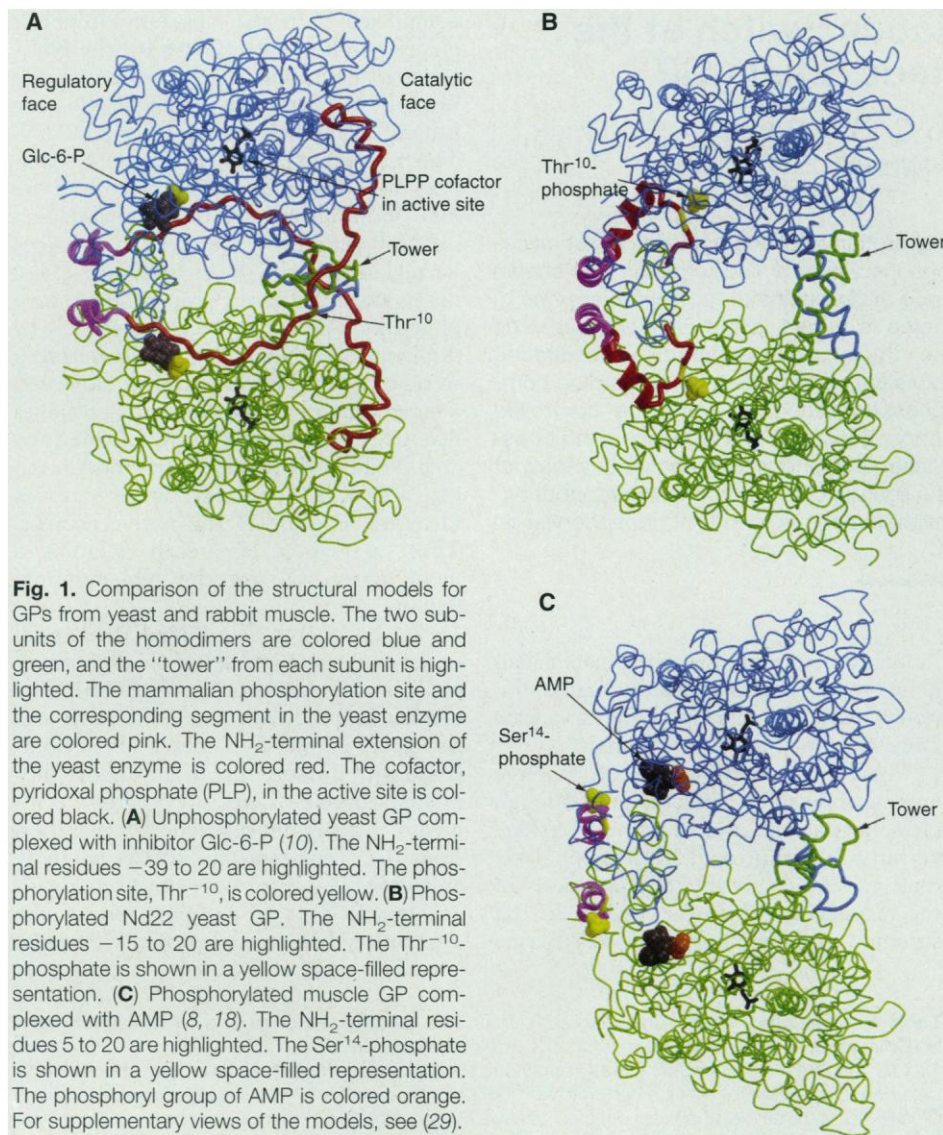 A
Regulatory
face
Catalytic
face
Glc-6-P
PLPP cofactor
in active site
Tower
Thr-10
B
Thr10-
phosphate
Tower
Fig. 1. Comparison of the structural models for
GPs from yeast and rabbit muscle. The two sub-
units of the homodimers are colored blue and
green, and the "tower" from each subunit is high-
lighted. The mammalian phosphorylation site and
the corresponding segment in the yeast enzyme
are colored pink. The NH2-terminal extension of
the yeast enzyme is colored red. The cofactor,
pyridoxal phosphate (PLP), in the active site is col-
ored black. (A) Unphosphorylated yeast GP com-
plexed with inhibitor Glc-6-P (10). The NH2-termi-
nal residues −39 to 20 are highlighted. The phos-
phorylation site, Thr−10, is colored yellow. (B) Phos-
phorylated Nd22 yeast GP. The NH2-terminal
residues −15 to 20 are highlighted. The Thr−10-
phosphate is shown in a yellow space-filled repre-
sentation. (C) Phosphorylated muscle GP com-
plexed with AMP (8, 18). The NH2-terminal resi-
dues 5 to 20 are highlighted. The Ser14-phosphate
is shown in a yellow space-filled representation.
The phosphoryl group of AMP is colored orange.
For supplementary views of the models, see (29).
C
AMP
Ser14-
phosphate
Tower